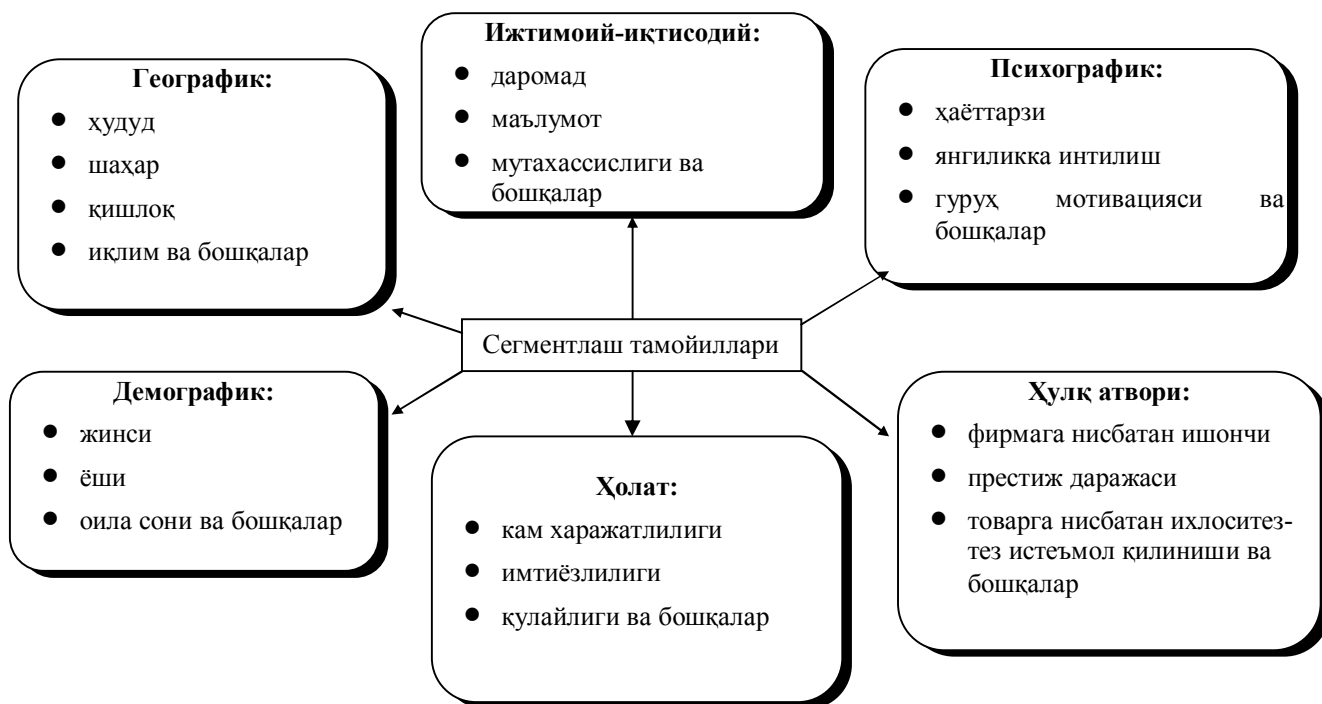 Географик:
● ҳудуд
● шаҳар
● қишлоқ
● иқлим ва бошқалар
Ижтимоий-иқтисодий:
● даромад
● маълумот
● мутахассислиги ва
бошқалар
Психографик:
● ҳаёттарзи
● янгиликка интилиш
● гуруҳ мотивацияси ва
бошқалар
Сегментлаш тамойиллари
Демографик:
● жинси
● ёши
● оила сони ва бошқалар
Ҳолат:
● кам харажатлилиги
● имтиёзлилиги
● қулайлиги ва бошқалар
Ҳулқ атвори:
● фирмага нисбатан ишончи
● престиж даражаси
● товарга нисбатан ихлоситез-
тез истеъмол қилиниши ва
бошқалар